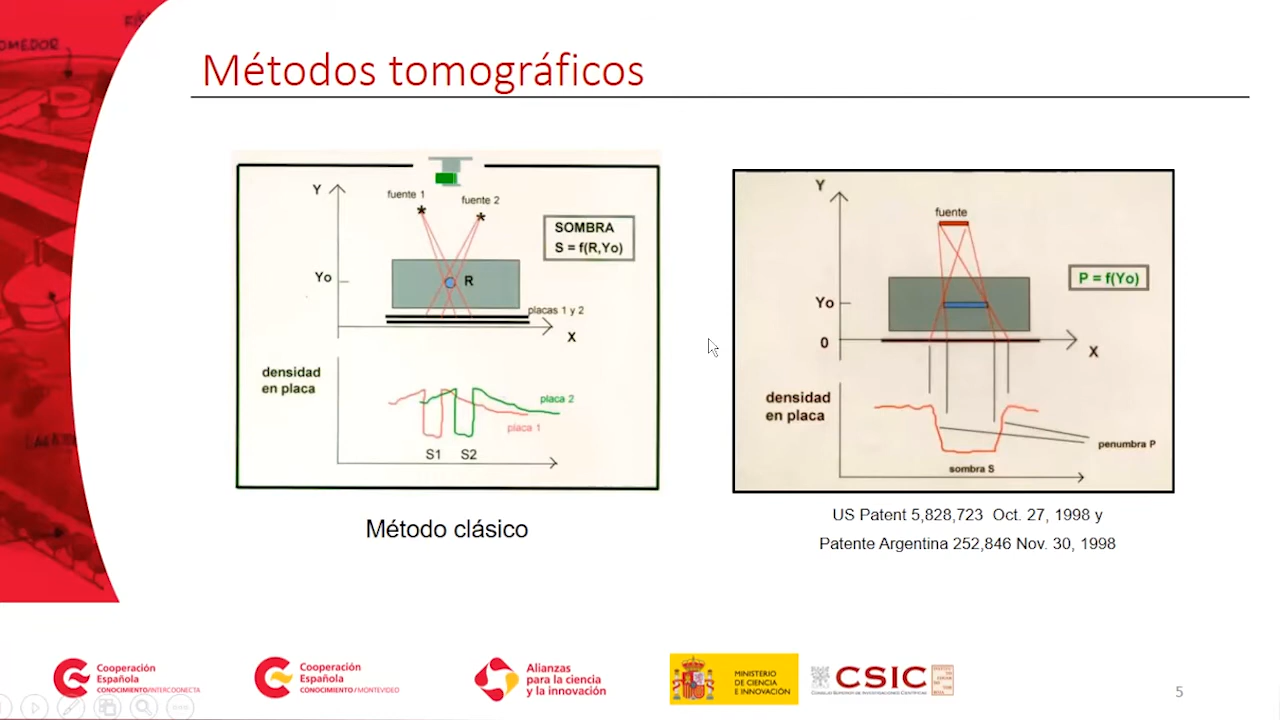 OMEDOR
Métodos tomográficos
Y
fuente 1
fuente 2
SOMBRA
S = f(R,Yo)
Yo
R
placas 1 y 2
X
densidad
en placa
placa 2
placa 1
S1
S2
Método clásico
Y
fuente
P = f(Yo)
Yo
0
X
densidad
en placa
penumbra P
sombra S
US Patent 5,828,723 Oct. 27, 1998 y
Patente Argentina 252,846 Nov. 30, 1998
Cooperación
Española
CONOCIMIENTO/INTERCOONECTA
Cooperación
Española
CONOCIMIENTO/MONTEVIDEO
Alianzas
para la ciencia
y la innovación
MINISTERIO
DE CIENCIA
E INNOVACIÓN
CSIC
CONSEJO SUPERIOR DE INVESTIGACIONES CIENTÍFICAS
5